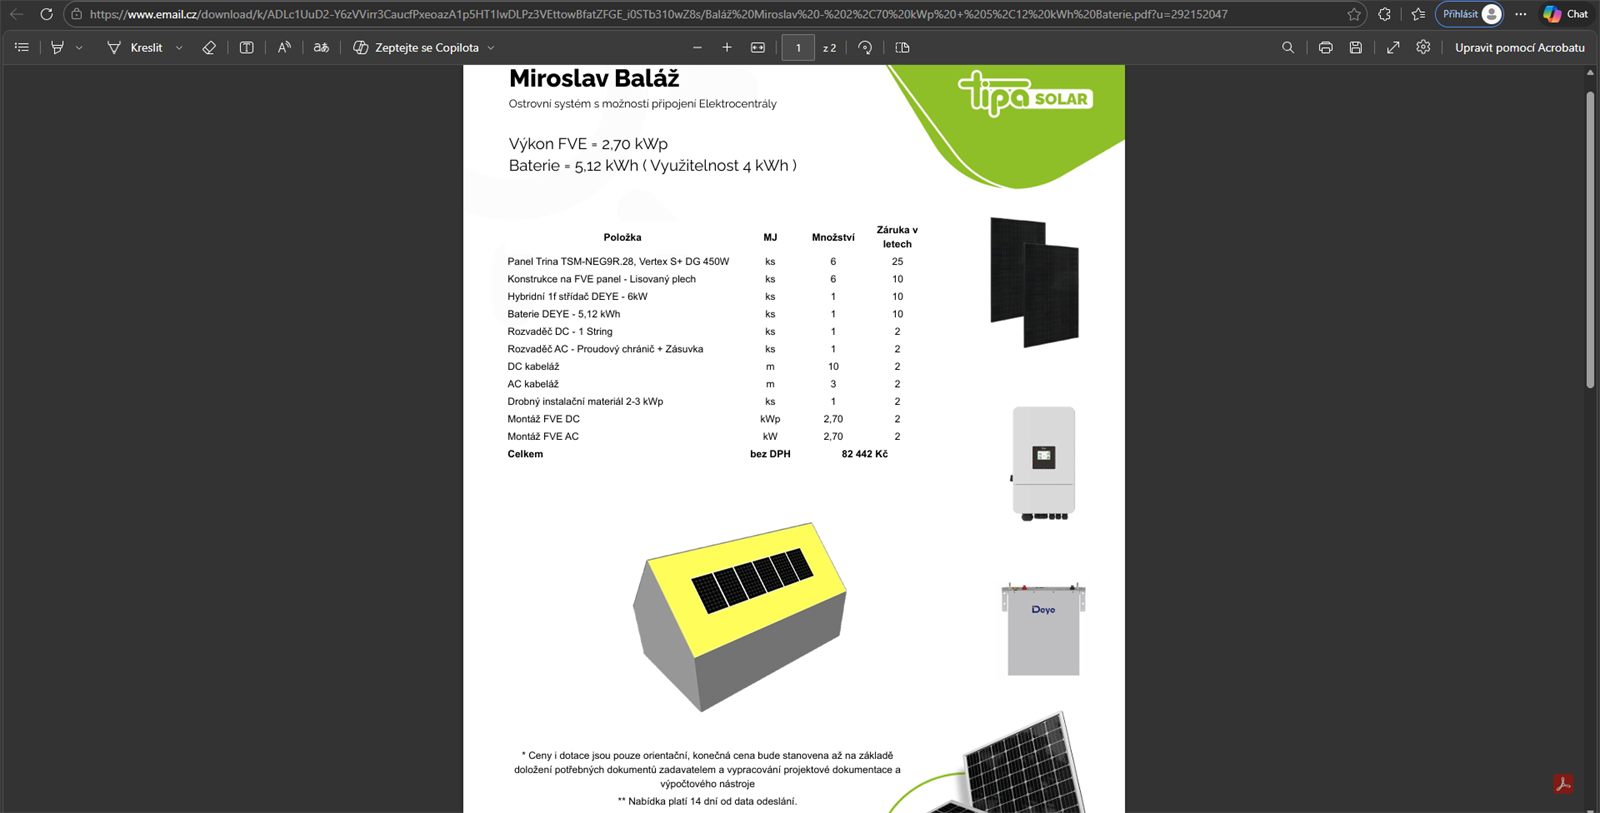 https://www.email.cz/download/k/ADLc1UuD2-Y6zVVirr3CaucfPxeoazA1p5HT1IwDLPz3VEttowBfatZFGE_i0STb310wZ8s/Baláž%20Miroslav%20-%202%2C70%20kWp%20+%205%2C12%20kWh%20Baterie.pdf?u=292152047
Přihlásit
Chat
Kreslit
aあ
Zeptejte se Copilota
1
z 2
Upravit pomocí Acrobatu
Miroslav Baláž
Ostrovní systém s možností připojení Elektrocentrály
tipa SOLAR
Výkon FVE = 2,70 kWp
Baterie = 5,12 kWh ( Využitelnost 4 kWh )
Položka MJ Množství Záruka v letech
Panel Trina TSM-NEG9R.28, Vertex S+ DG 450W ks 6 25
Konstrukce na FVE panel - Lisovaný plech ks 6 10
Hybridní 1f střídač DEYE - 6kW ks 1 10
Baterie DEYE - 5,12 kWh ks 1 10
Rozvaděč DC - 1 String ks 1 2
Rozvaděč AC - Proudový chránič + Zásuvka ks 1 2
DC kabeláž m 10 2
AC kabeláž m 3 2
Drobný instalační materiál 2-3 kWp ks 1 2
Montáž FVE DC kWp 2,70 2
Montáž FVE AC kW 2,70 2
Celkem bez DPH 82 442 Kč
Deye
* Ceny i dotace jsou pouze orientační, konečná cena bude stanovena až na základě
doložení potřebných dokumentů zadavatelem a vypracování projektové dokumentace a
výpočtového nástroje
** Nabídka platí 14 dní od data odeslání.